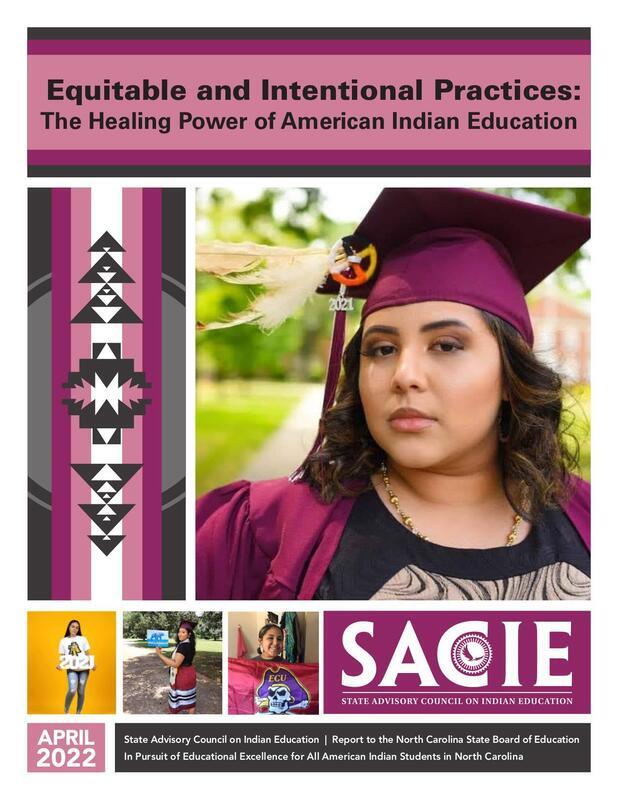 Equitable and Intentional Practices:
The Healing Power of American Indian Education
2021
2021
ECU
SACIE
STATE ADVISORY COUNCIL ON INDIAN EDUCATION
APRIL
2022
State Advisory Council on Indian Education | Report to the North Carolina State Board of Education
In Pursuit of Educational Excellence for All American Indian Students in North Carolina